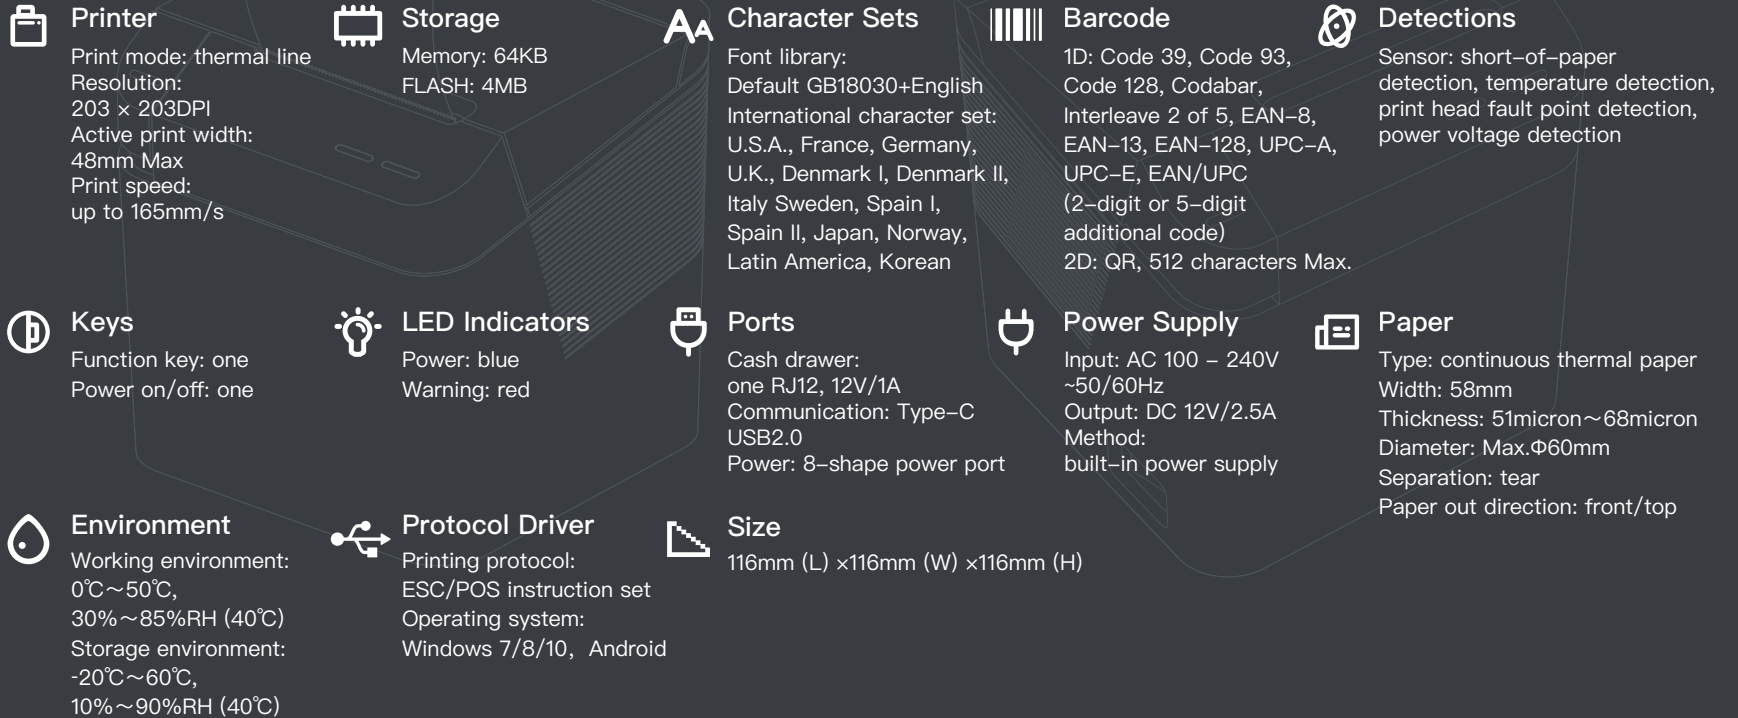 Printer
Print mode: thermal line
Resolution:
203 × 203DPI
Active print width:
48mm Max
Print speed:
up to 165mm/s
Storage
Memory: 64KB
FLASH: 4MB
Character Sets
Font library:
Default GB18030+English
International character set:
U.S.A., France, Germany,
U.K., Denmark I, Denmark II,
Italy Sweden, Spain I,
Spain II, Japan, Norway,
Latin America, Korean
Barcode
1D: Code 39, Code 93,
Code 128, Codabar,
Interleave 2 of 5, EAN-8,
EAN-13, EAN-128, UPC-A,
UPC-E, EAN/UPC
(2-digit or 5-digit
additional code)
2D: QR, 512 characters Max.
Detections
Sensor: short-of-paper
detection, temperature detection,
print head fault point detection,
power voltage detection
Keys
Function key: one
Power on/off: one
LED Indicators
Power: blue
Warning: red
Ports
Cash drawer:
one RJ12, 12V/1A
Communication: Type-C
USB2.0
Power: 8-shape power port
Power Supply
Input: AC 100 - 240V
~50/60Hz
Output: DC 12V/2.5A
Method:
built-in power supply
Paper
Type: continuous thermal paper
Width: 58mm
Thickness: 51micron~68micron
Diameter: Max.Φ60mm
Separation: tear
Paper out direction: front/top
Environment
Working environment:
0℃~50℃,
30%~85%RH (40℃)
Storage environment:
-20℃~60℃,
10%~90%RH (40℃)
Protocol Driver
Printing protocol:
ESC/POS instruction set
Operating system:
Windows 7/8/10, Android
Size
116mm (L) ×116mm (W) ×116mm (H)